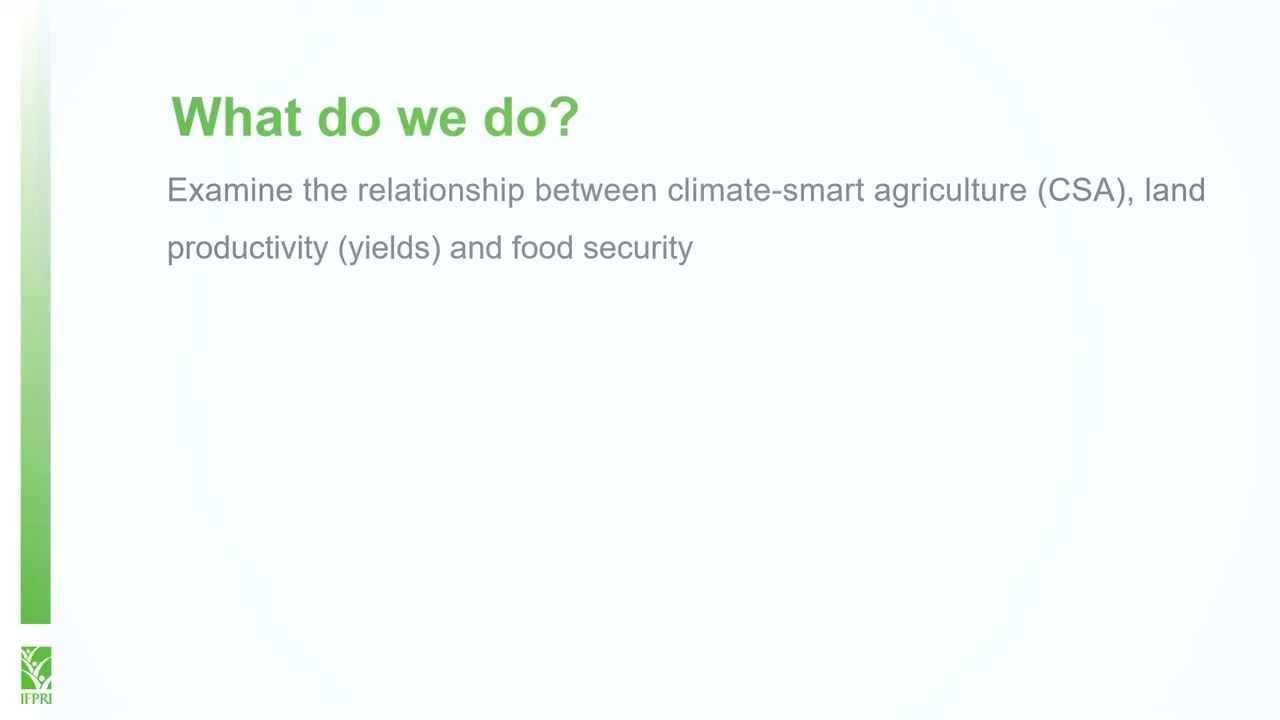 What do we do?
Examine the relationship between climate-smart agriculture (CSA), land
productivity (yields) and food security
IFPRI